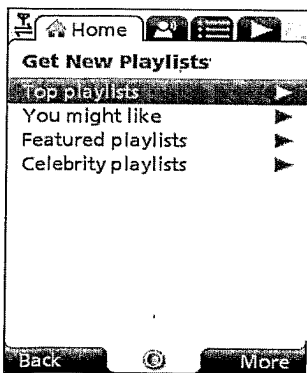 Home
Get New Playlists
Top playlists
You might like
Featured playlists
Celebrity playlists
Back More